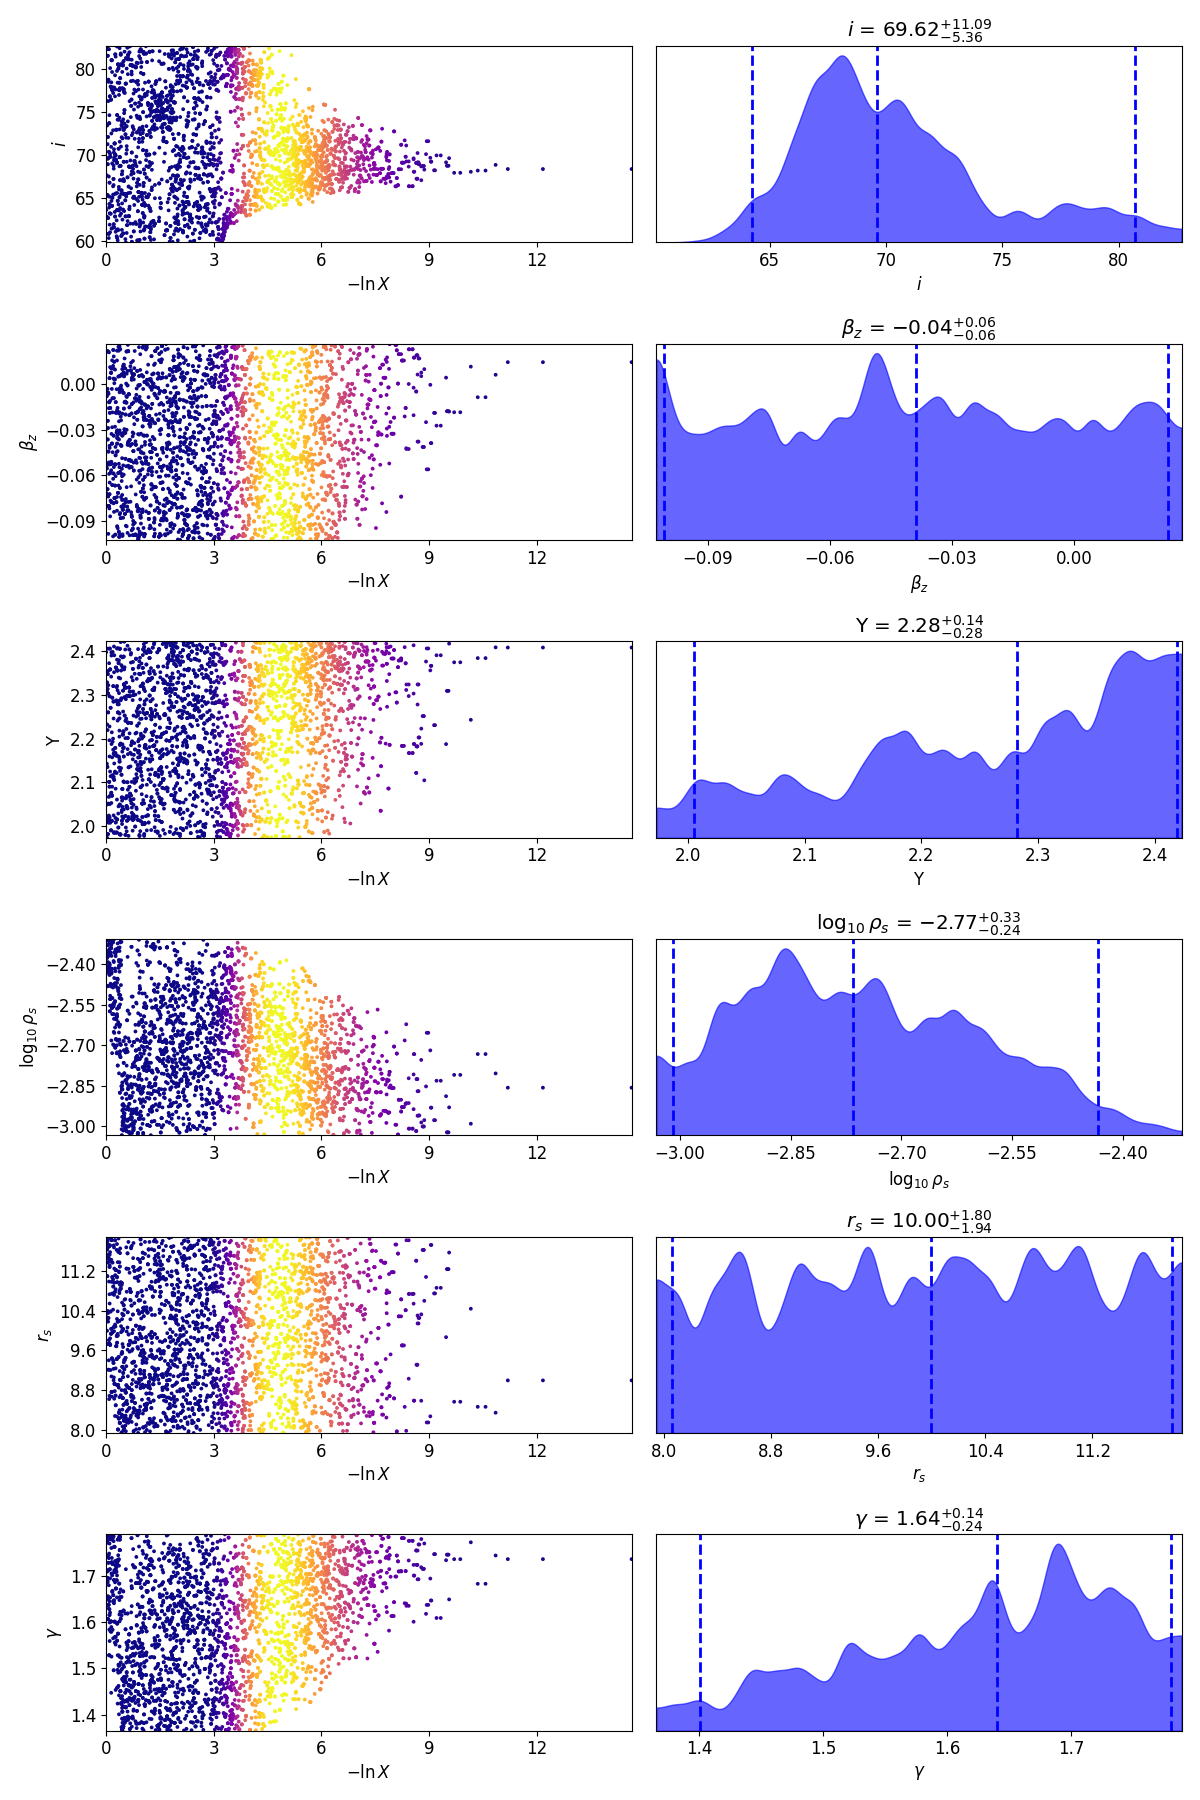 i = 69.62+11.09−5.36
80
75
70
65
60
i
0 3 6 9 12
−ln X
65 70 75 80
i
βz = −0.04+0.06−0.06
0.00
−0.03
−0.06
−0.09
βz
0 3 6 9 12
−ln X
−0.09 −0.06 −0.03 0.00
βz
Y = 2.28+0.14−0.28
2.4
2.3
2.2
2.1
2.0
Y
0 3 6 9 12
−ln X
2.0 2.1 2.2 2.3 2.4
Y
log10 ρs = −2.77+0.33−0.24
−2.40
−2.55
−2.70
−2.85
−3.00
log10 ρs
0 3 6 9 12
−ln X
−3.00 −2.85 −2.70 −2.55 −2.40
log10 ρs
rs = 10.00+1.80−1.94
11.2
10.4
9.6
8.8
8.0
rs
0 3 6 9 12
−ln X
8.0 8.8 9.6 10.4 11.2
rs
γ = 1.64+0.14−0.24
1.7
1.6
1.5
1.4
γ
0 3 6 9 12
−ln X
1.4 1.5 1.6 1.7
γ